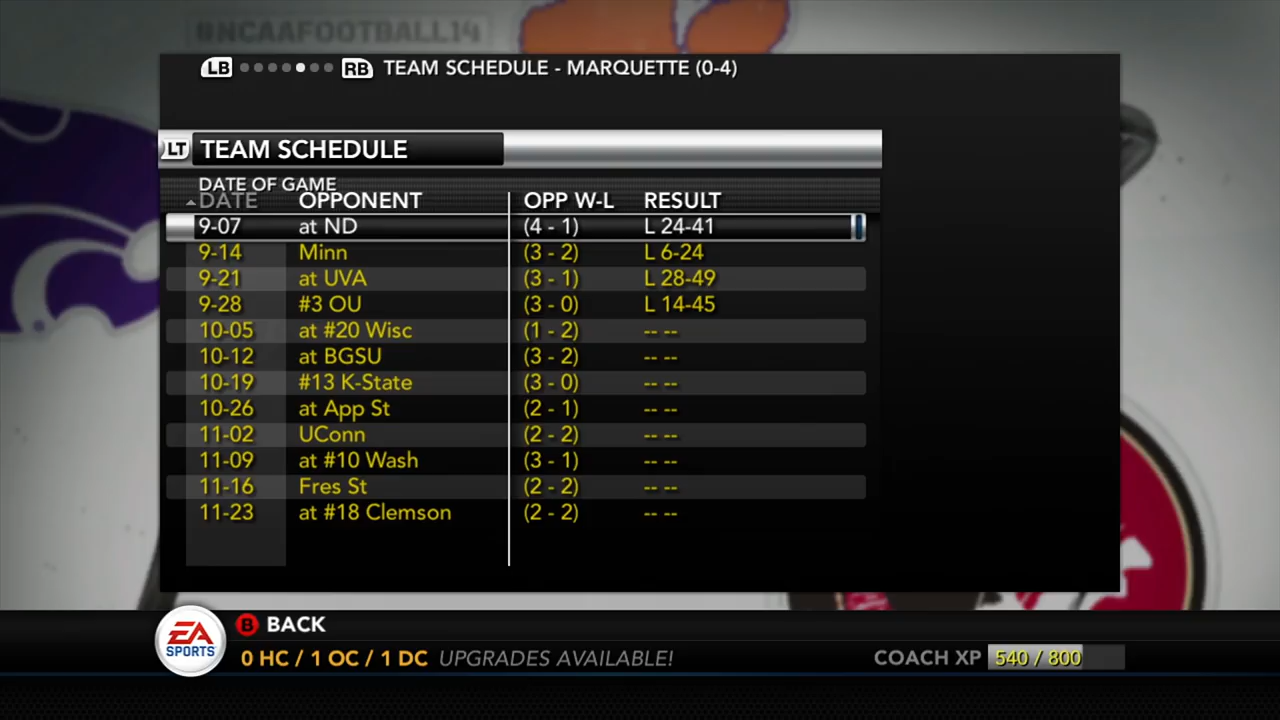 #NCAAFOOTBALL14
LB RB TEAM SCHEDULE - MARQUETTE (0-4)
LT TEAM SCHEDULE
DATE OF GAME
DATE OPPONENT OPP W-L RESULT
9-07 at ND (4 - 1) L 24-41
9-14 Minn (3 - 2) L 6-24
9-21 at UVA (3 - 1) L 28-49
9-28 #3 OU (3 - 0) L 14-45
10-05 at #20 Wisc (1 - 2) -- --
10-12 at BGSU (3 - 2) -- --
10-19 #13 K-State (3 - 0) -- --
10-26 at App St (2 - 1) -- --
11-02 UConn (2 - 2) -- --
11-09 at #10 Wash (3 - 1) -- --
11-16 Fres St (2 - 2) -- --
11-23 at #18 Clemson (2 - 2) -- --
B BACK
EA SPORTS
0 HC / 1 OC / 1 DC UPGRADES AVAILABLE! COACH XP 540 / 800